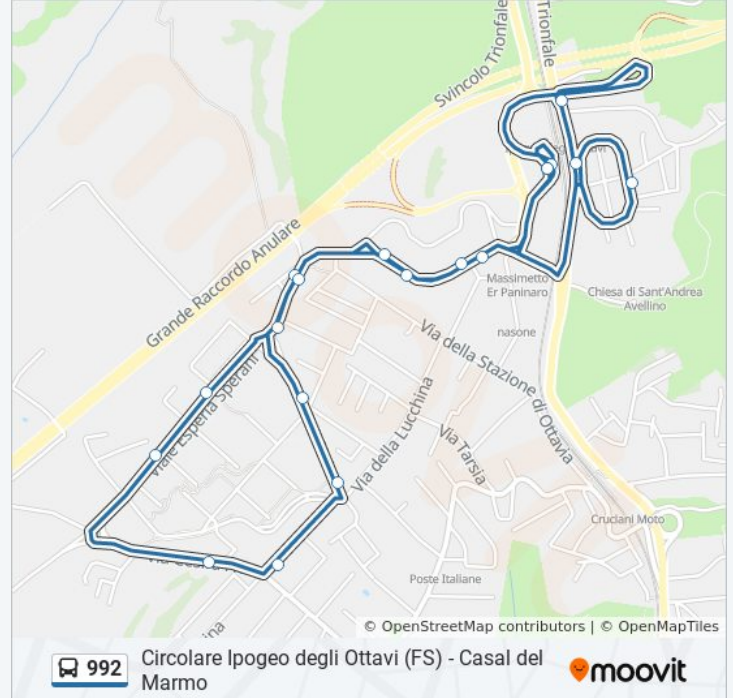 Svincolo Trionfale
Trionfale
Grande Raccordo Anulare
Massimetto
Er Paninaro
Chiesa di Sant'Andrea
Avellino
nasone
Via della Stazione di Ottavia
Viale Esperia Sperani
Via della Lucchina
Via Tarsia
Cruciani Moto
Poste Italiane
© OpenStreetMap contributors | © OpenMapTiles
992
Circolare Ipogeo degli Ottavi (FS) - Casal del
Marmo
moovit